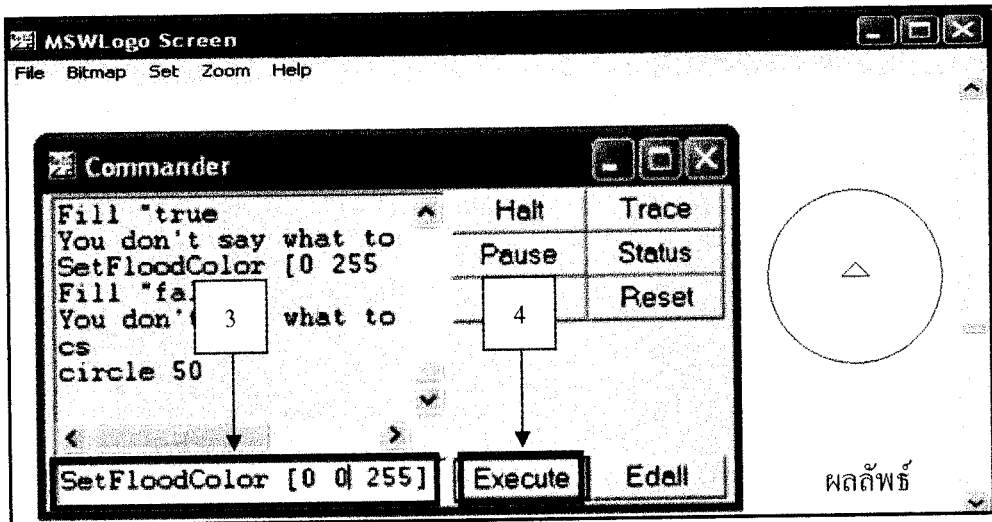 MSWLogo Screen
File Bitmap Set Zoom Help
Commander
Fill "true
You don't say what to
SetFloodColor [0 255
Fill "fal
You don't what to
cs
circle 50
Halt Trace
Pause Status
Reset
3
4
SetFloodColor [0 0 255]
Execute
Edall
ผลลัพธ์